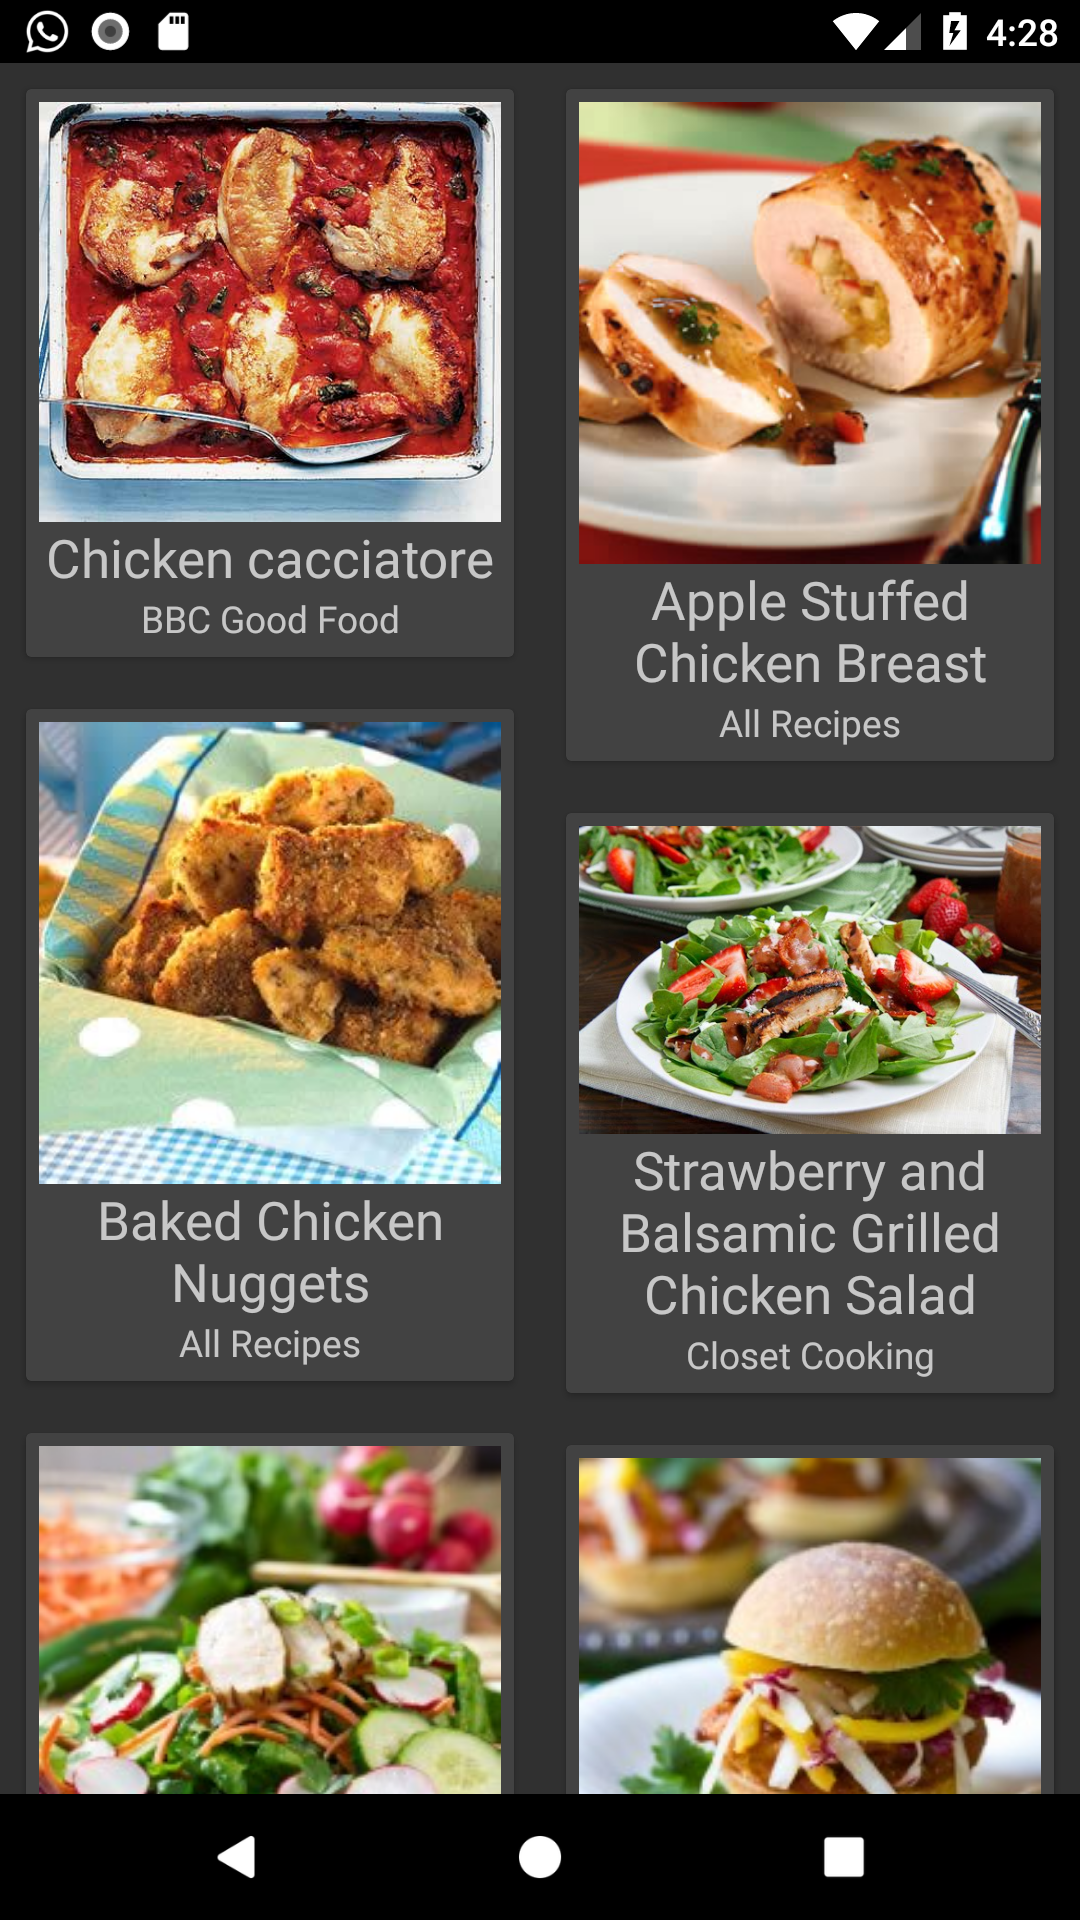 4:28
Chicken cacciatore
BBC Good Food
Apple Stuffed
Chicken Breast
All Recipes
Baked Chicken
Nuggets
All Recipes
Strawberry and
Balsamic Grilled
Chicken Salad
Closet Cooking